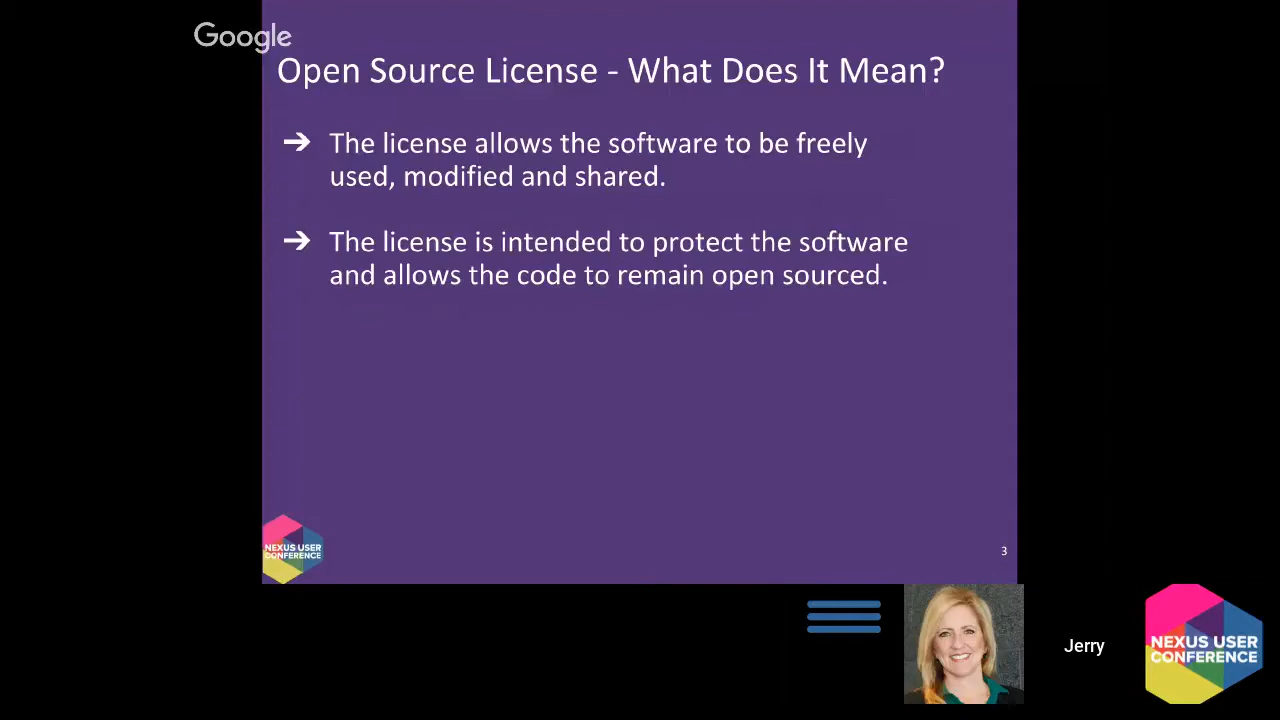 Google
Open Source License - What Does It Mean?
➔ The license allows the software to be freely
used, modified and shared.
➔ The license is intended to protect the software
and allows the code to remain open sourced.
NEXUS USER
CONFERENCE
3
Jerry
NEXUS USER
CONFERENCE